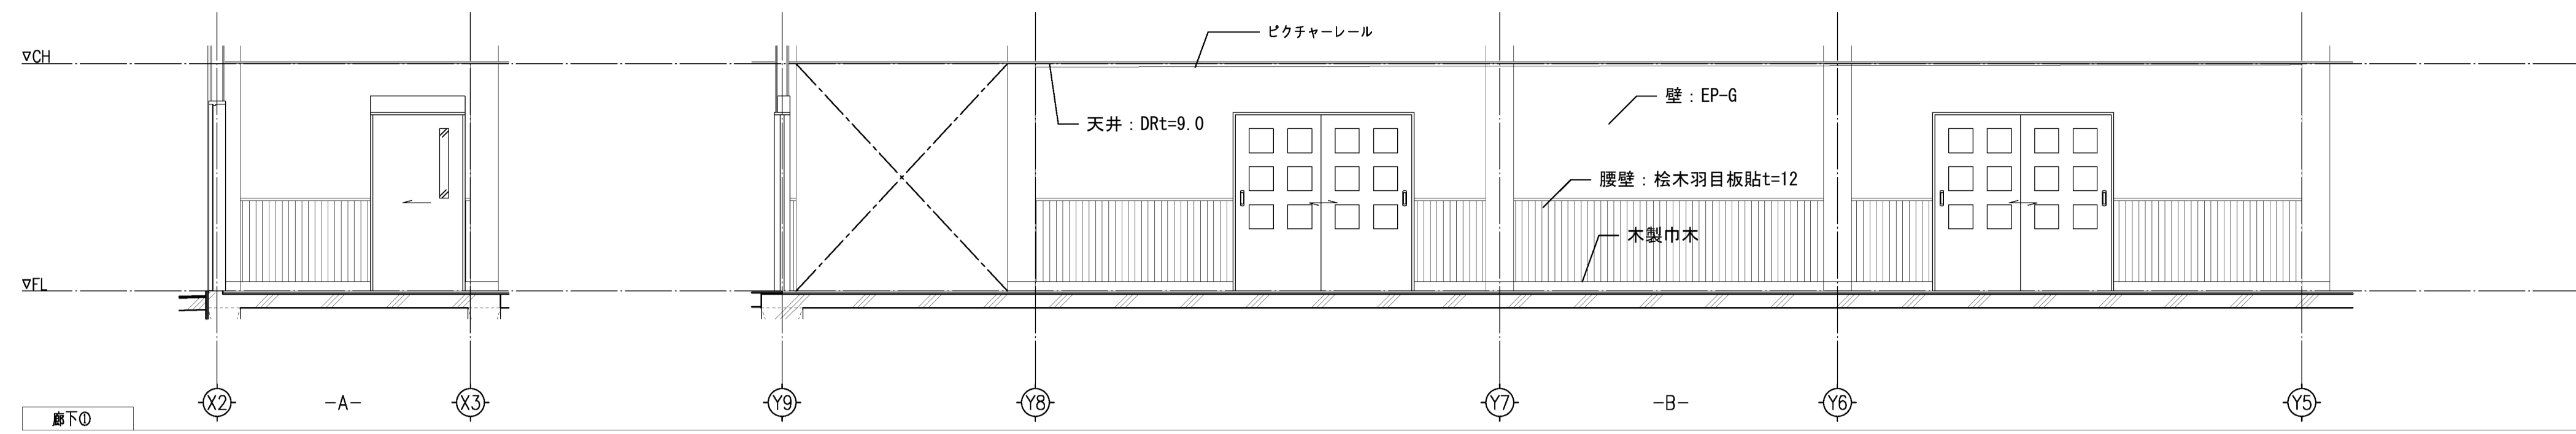 ピクチャーレール
▽CH
壁：EP-G
天井：DRt=9.0
腰壁：桧木羽目板貼t=12
木製巾木
▽FL
X2 -A- X3 Y9 Y8 Y7 -B- Y6 Y5
廊下①